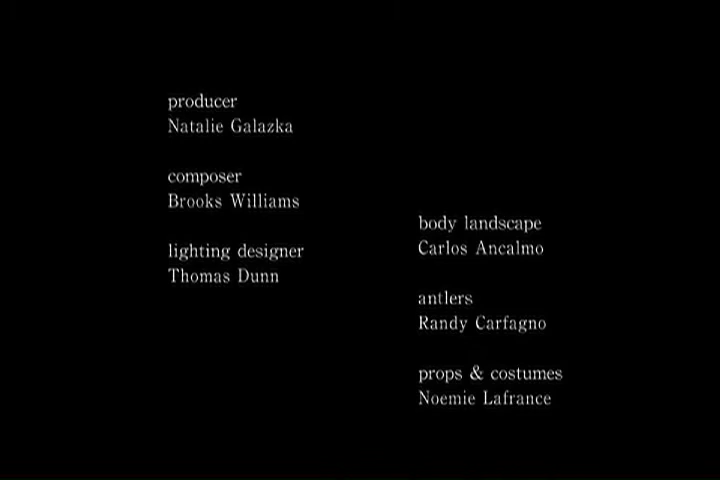 producer
Natalie Galazka
composer
Brooks Williams
lighting designer
Thomas Dunn
body landscape
Carlos Ancalmo
antlers
Randy Carfagno
props & costumes
Noemie Lafrance